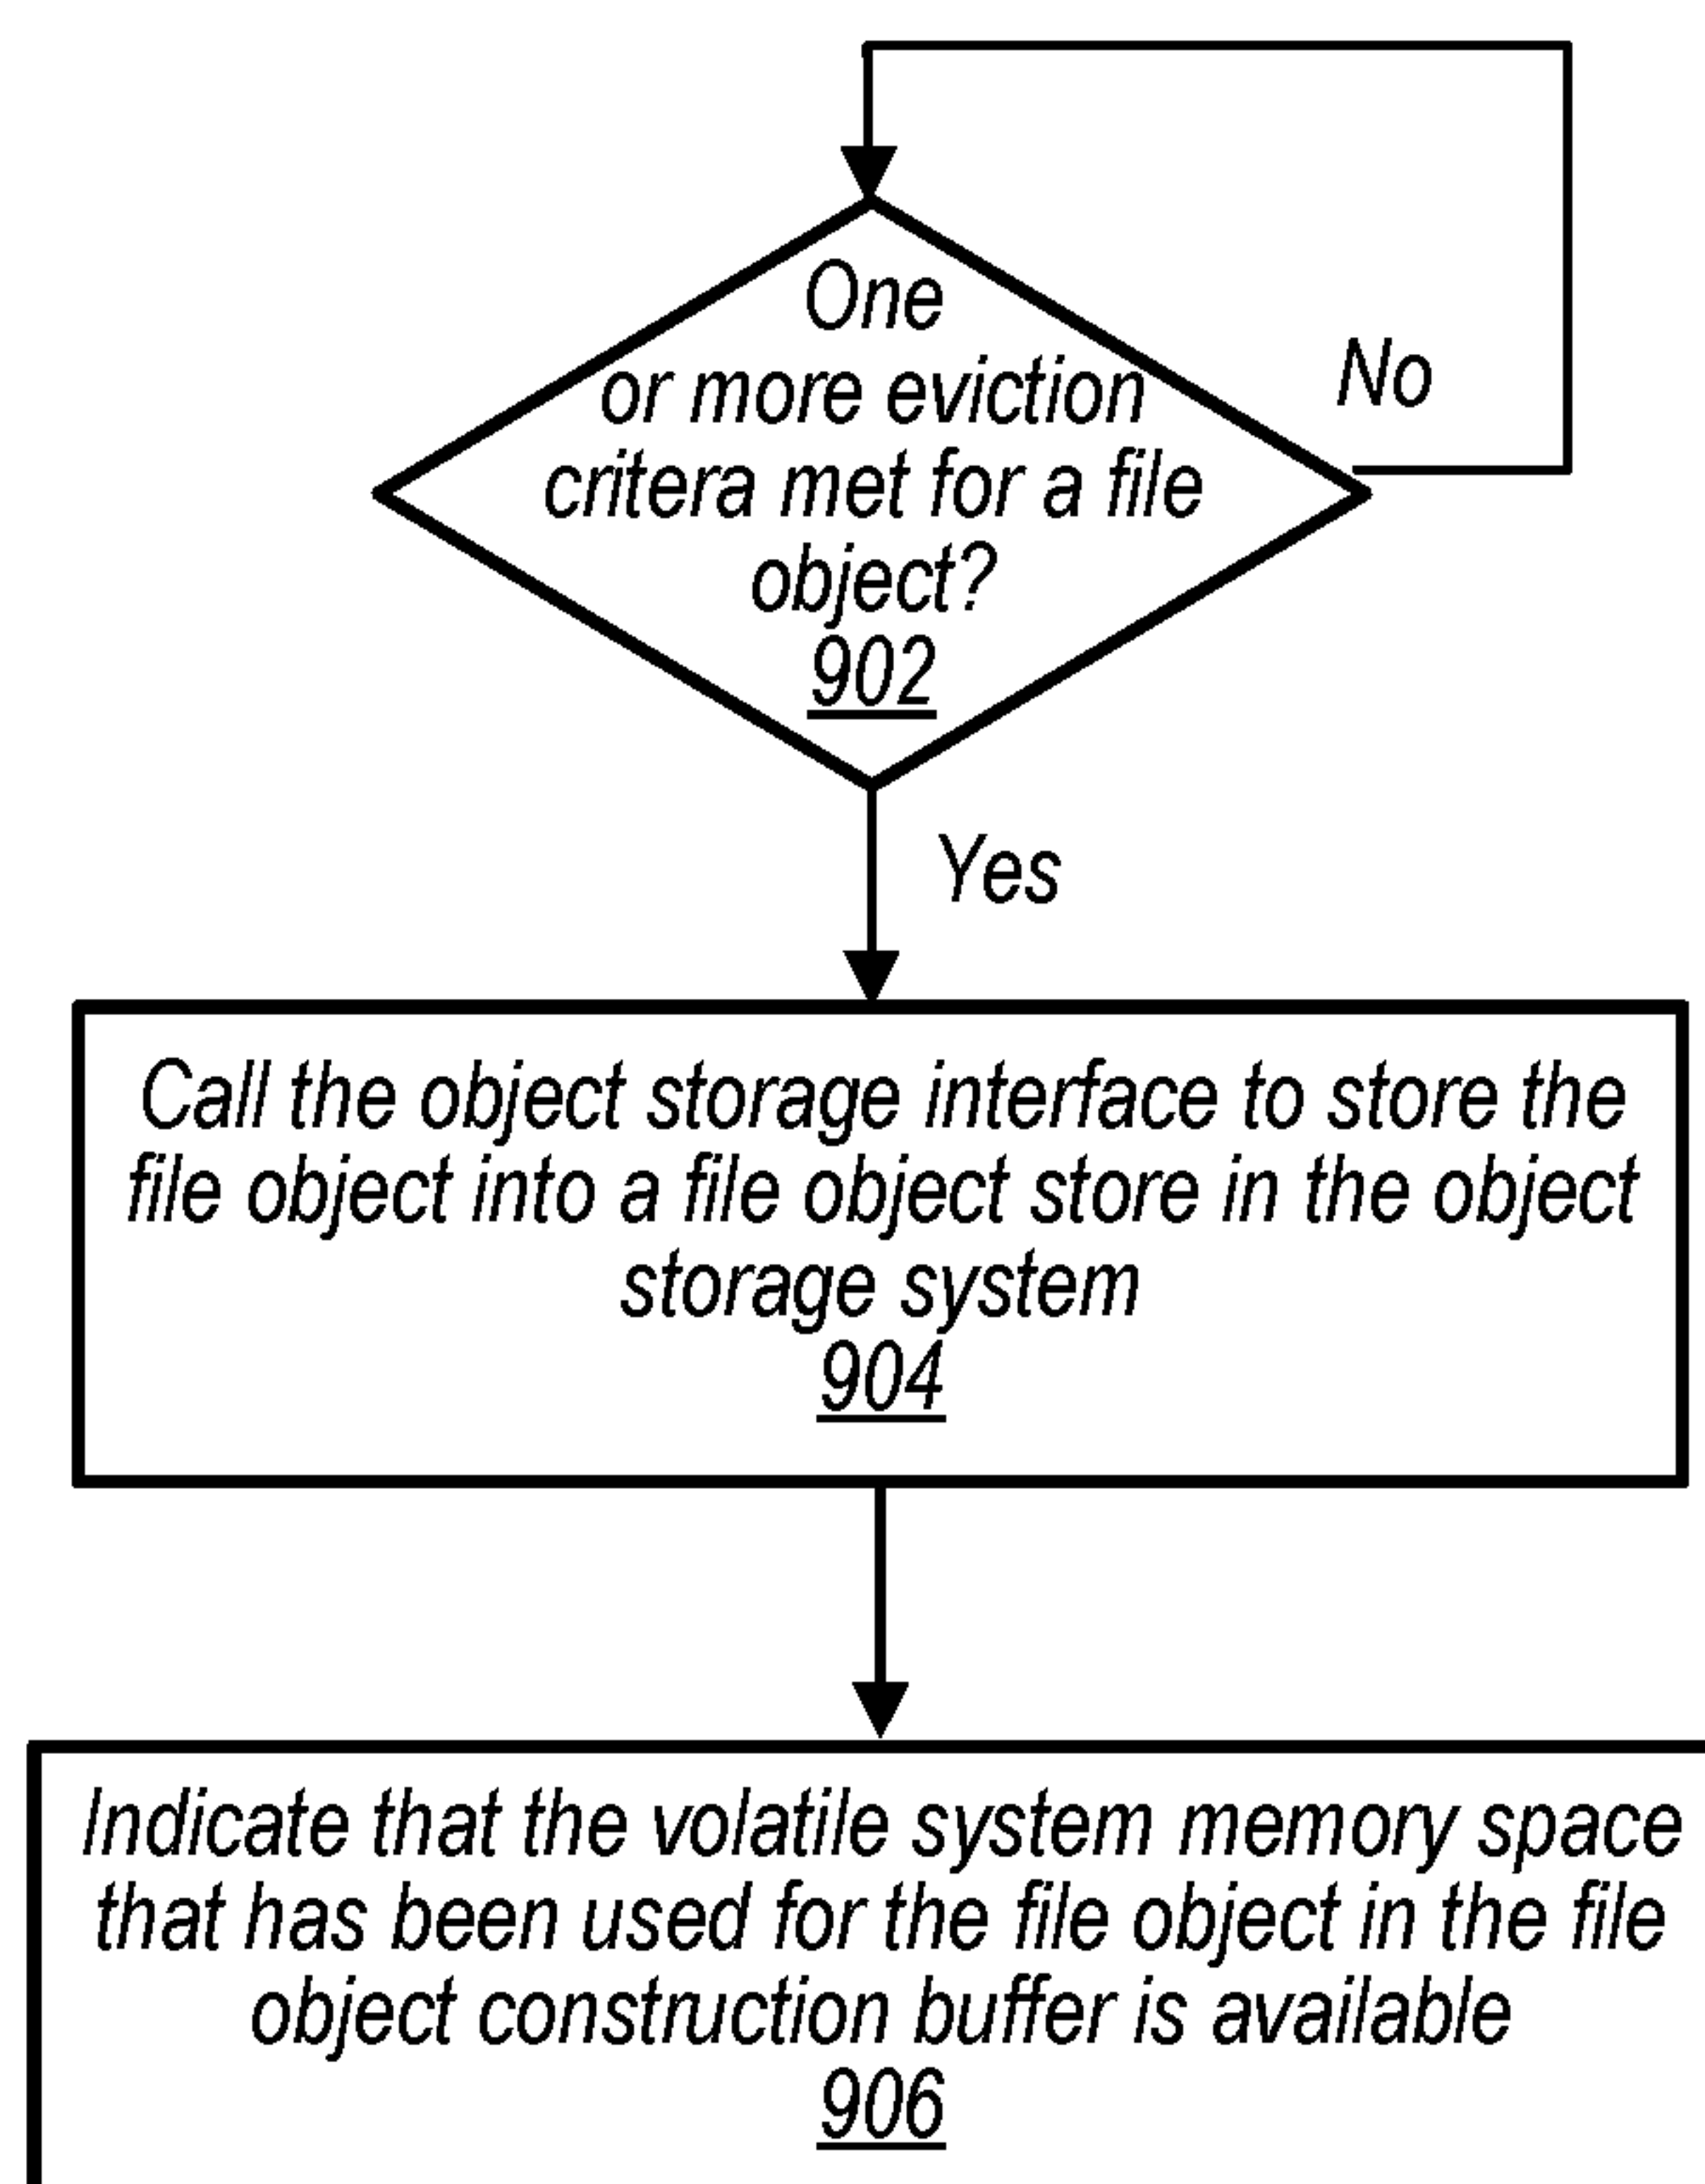 One
or more eviction
critera met for a file
object?
902
No
Yes
Call the object storage interface to store the
file object into a file object store in the object
storage system
904
Indicate that the volatile system memory space
that has been used for the file object in the file
object construction buffer is available
906